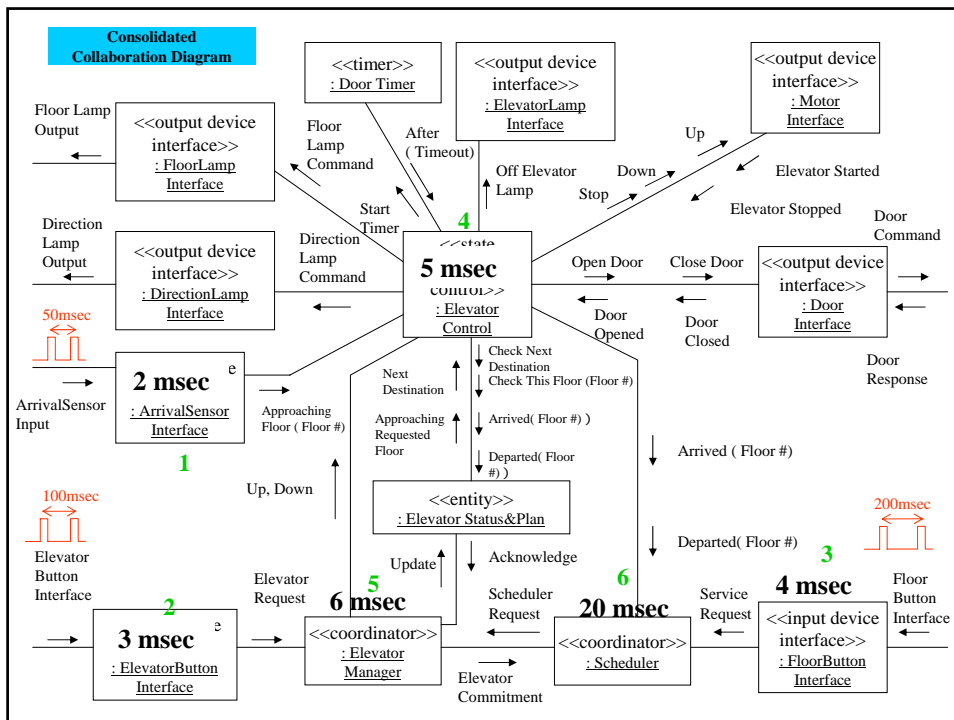 Consolidated
Collaboration Diagram
<<timer>>
: Door Timer
<<output device
interface>>
: ElevatorLamp
Interface
<<output device
interface>>
: Motor
Interface
Floor Lamp
Output
<<output device
interface>>
: FloorLamp
Interface
Floor
Lamp
Command
After
( Timeout)
Off Elevator
Lamp
Up
Down
Stop
Elevator Started
Elevator Stopped
Start
Timer
4
Direction
Lamp
Output
<<output device
interface>>
: DirectionLamp
Interface
Direction
Lamp
Command
<<state
5 msec
control>>
: Elevator
Control
Open Door
Close Door
Door
Opened
Door
Closed
<<output device
interface>>
: Door
Interface
Door
Command
Door
Response
50msec
ArrivalSensor
Input
2 msec
e
: ArrivalSensor
Interface
1
Approaching
Floor ( Floor #)
Next
Destination
Check Next
Destination
Check This Floor (Floor #)
Approaching
Requested
Floor
Arrived( Floor #) )
Departed( Floor
#) )
Up, Down
Arrived ( Floor #)
Departed( Floor #)
<<entity>>
: Elevator Status&Plan
Update
Acknowledge
100msec
Elevator
Button
Interface
2
3 msec
e
: ElevatorButton
Interface
Elevator
Request
5
6 msec
<<coordinator>>
: Elevator
Manager
Scheduler
Request
Elevator
Commitment
6
20 msec
<<coordinator>>
: Scheduler
Service
Request
200msec
3
4 msec
<<input device
interface>>
: FloorButton
Interface
Floor
Button
Interface